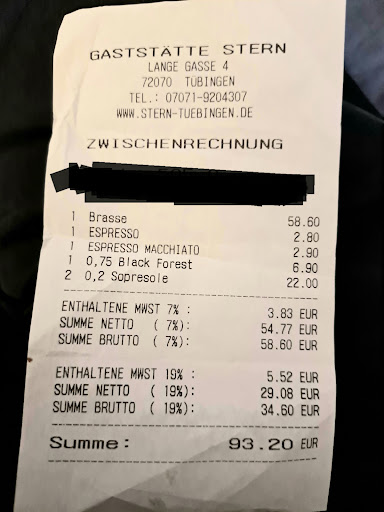 GASTSTÄTTE STERN
LANGE GASSE 4
72070 TÜBINGEN
TEL.: 07071-9204307
WWW.STERN-TUEBINGEN.DE
ZWISCHENRECHNUNG
1 Brasse 58.60
1 ESPRESSO 2.80
1 ESPRESSO MACCHIATO 2.90
1 0,75 Black Forest 6.90
2 0,2 Sopresole 22.00
ENTHALTENE MWST 7% : 3.83 EUR
SUMME NETTO ( 7%): 54.77 EUR
SUMME BRUTTO ( 7%): 58.60 EUR
ENTHALTENE MWST 19% : 5.52 EUR
SUMME NETTO ( 19%): 29.08 EUR
SUMME BRUTTO ( 19%): 34.60 EUR
Summe: 93.20 EUR